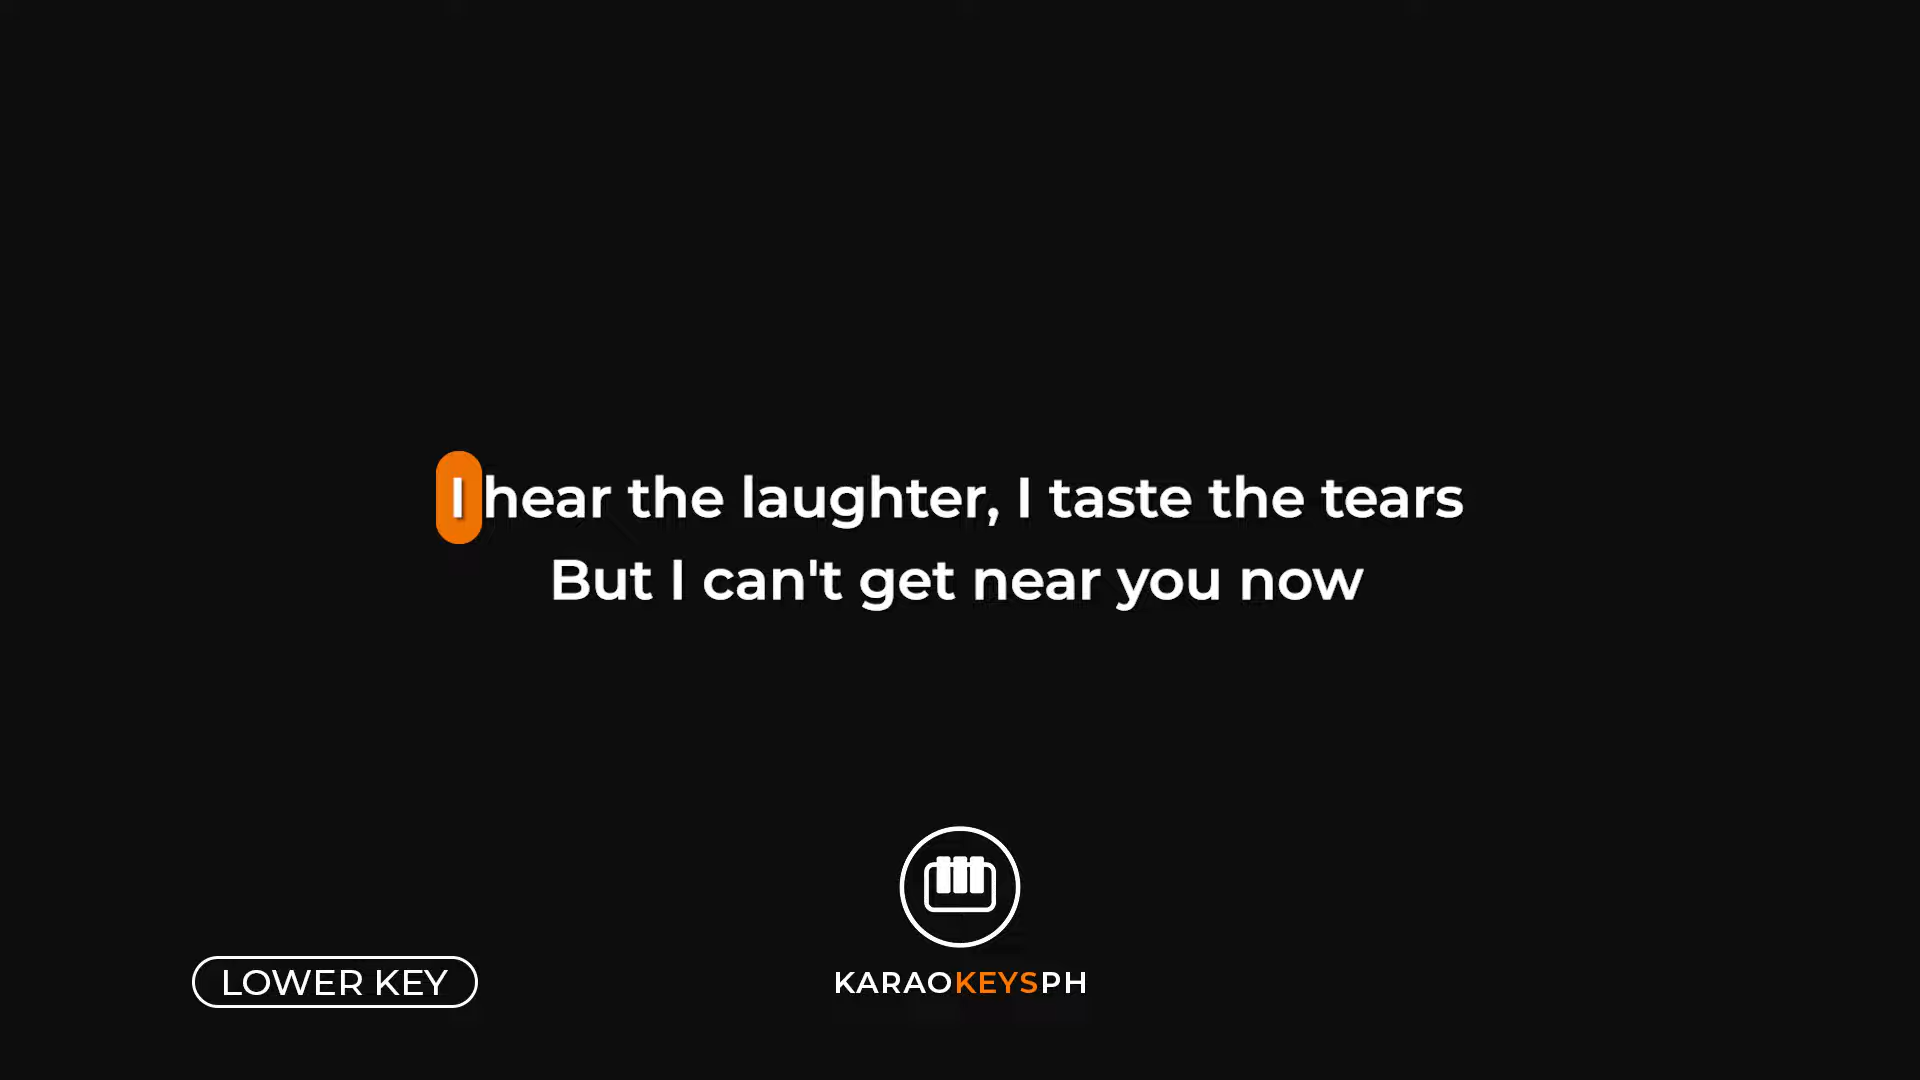 I hear the laughter, I taste the tears
But I can't get near you now
LOWER KEY
KARAOKEYSPH